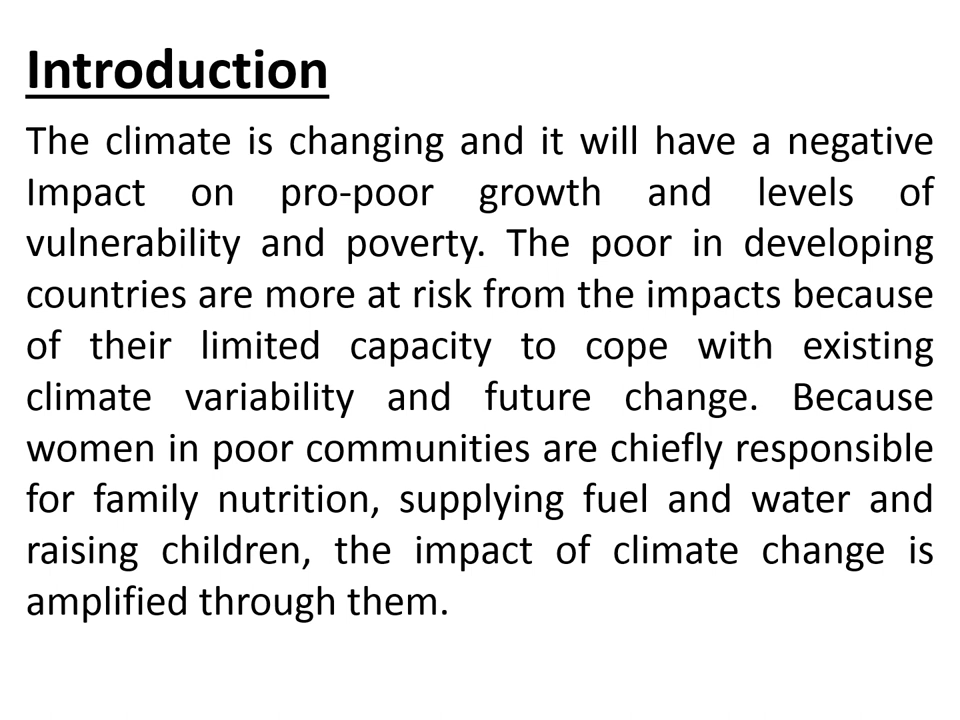 Introduction
The climate is changing and it will have a negative
Impact on pro-poor growth and levels of
vulnerability and poverty. The poor in developing
countries are more at risk from the impacts because
of their limited capacity to cope with existing
climate variability and future change. Because
women in poor communities are chiefly responsible
for family nutrition, supplying fuel and water and
raising children, the impact of climate change is
amplified through them.